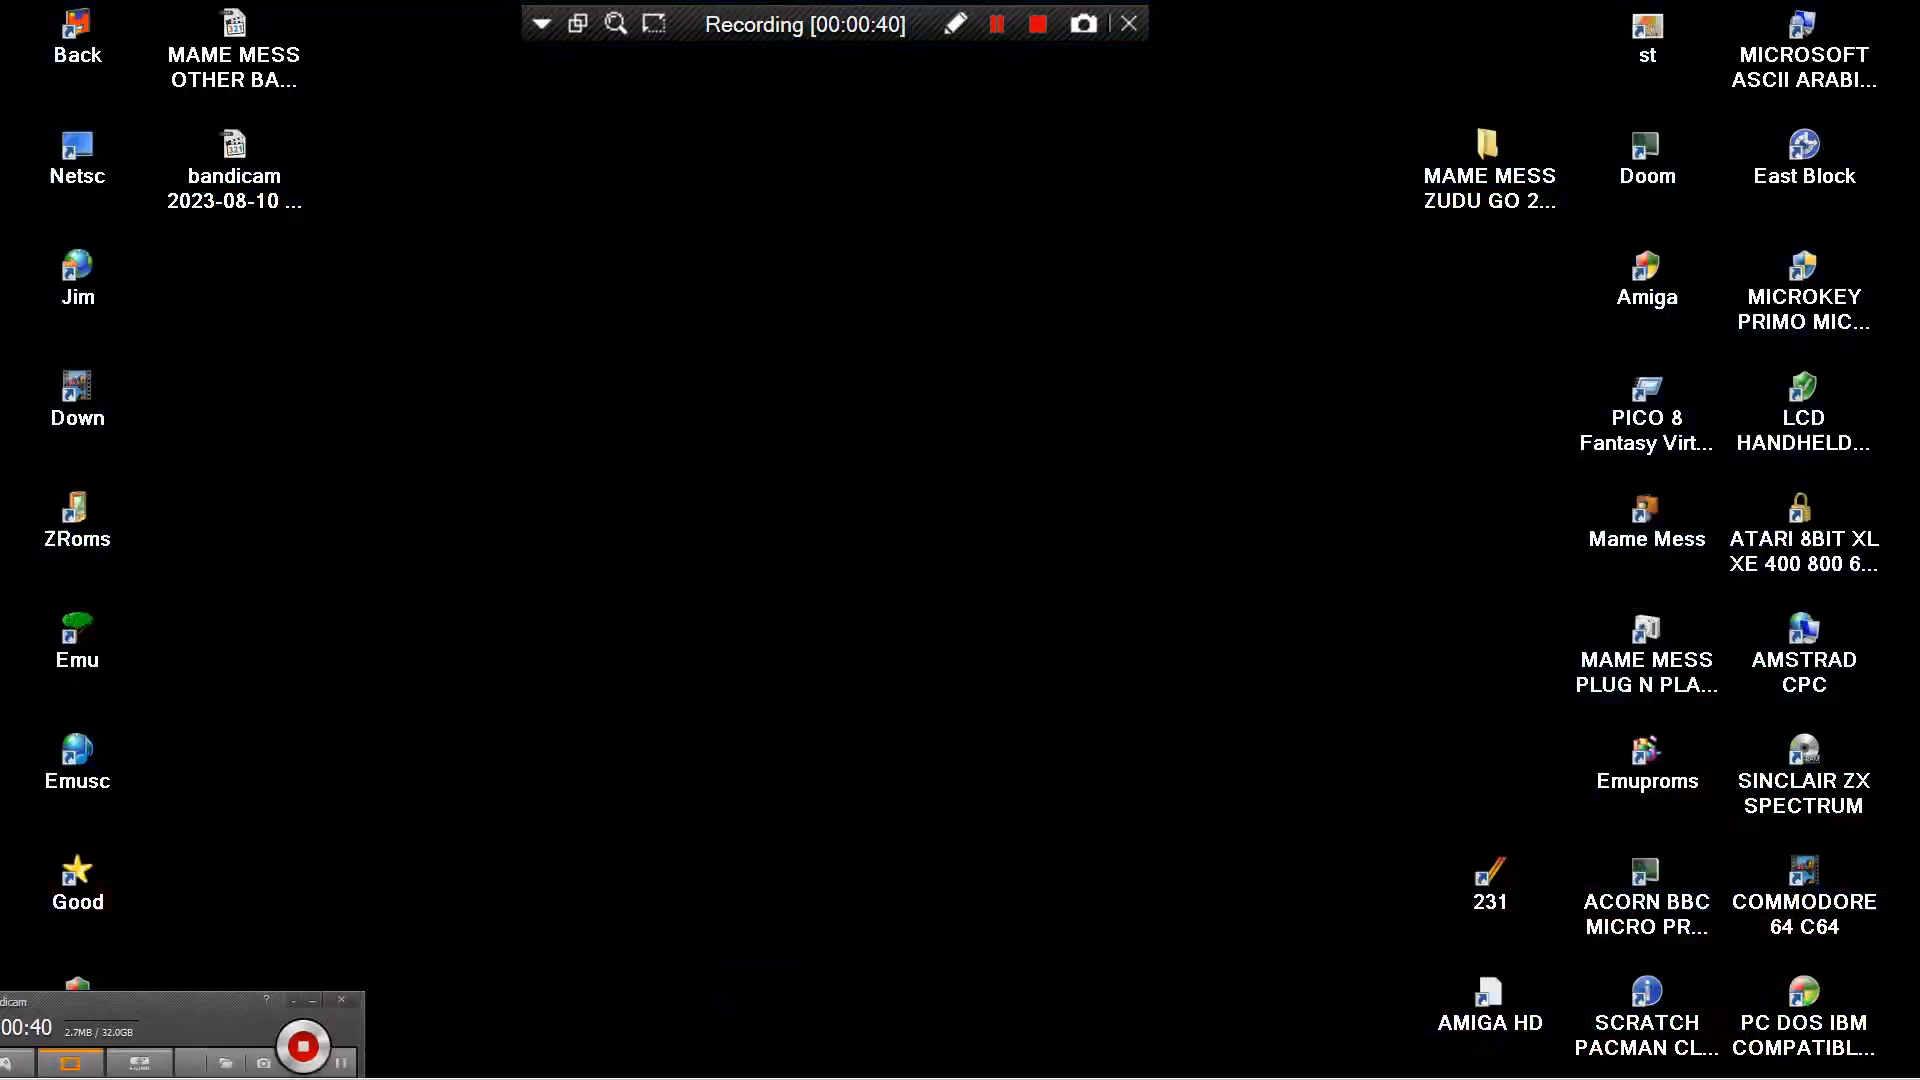 Recording [00:00:40]
Back
MAME MESS
OTHER BA...
Netsc
bandicam
2023-08-10 ...
Jim
Down
ZRoms
Emu
Emusc
Good
st
MICROSOFT
ASCII ARABI...
MAME MESS
ZUDU GO 2...
Doom
East Block
Amiga
MICROKEY
PRIMO MIC...
PICO 8
Fantasy Virt...
LCD
HANDHELD...
Mame Mess
ATARI 8BIT XL
XE 400 800 6...
MAME MESS
PLUG N PLA...
AMSTRAD
CPC
Emuproms
SINCLAIR ZX
SPECTRUM
231
ACORN BBC
MICRO PR...
COMMODORE
64 C64
AMIGA HD
SCRATCH
PACMAN CL...
PC DOS IBM
COMPATIBL...
dicam
00:40
2.7MB / 32.0GB